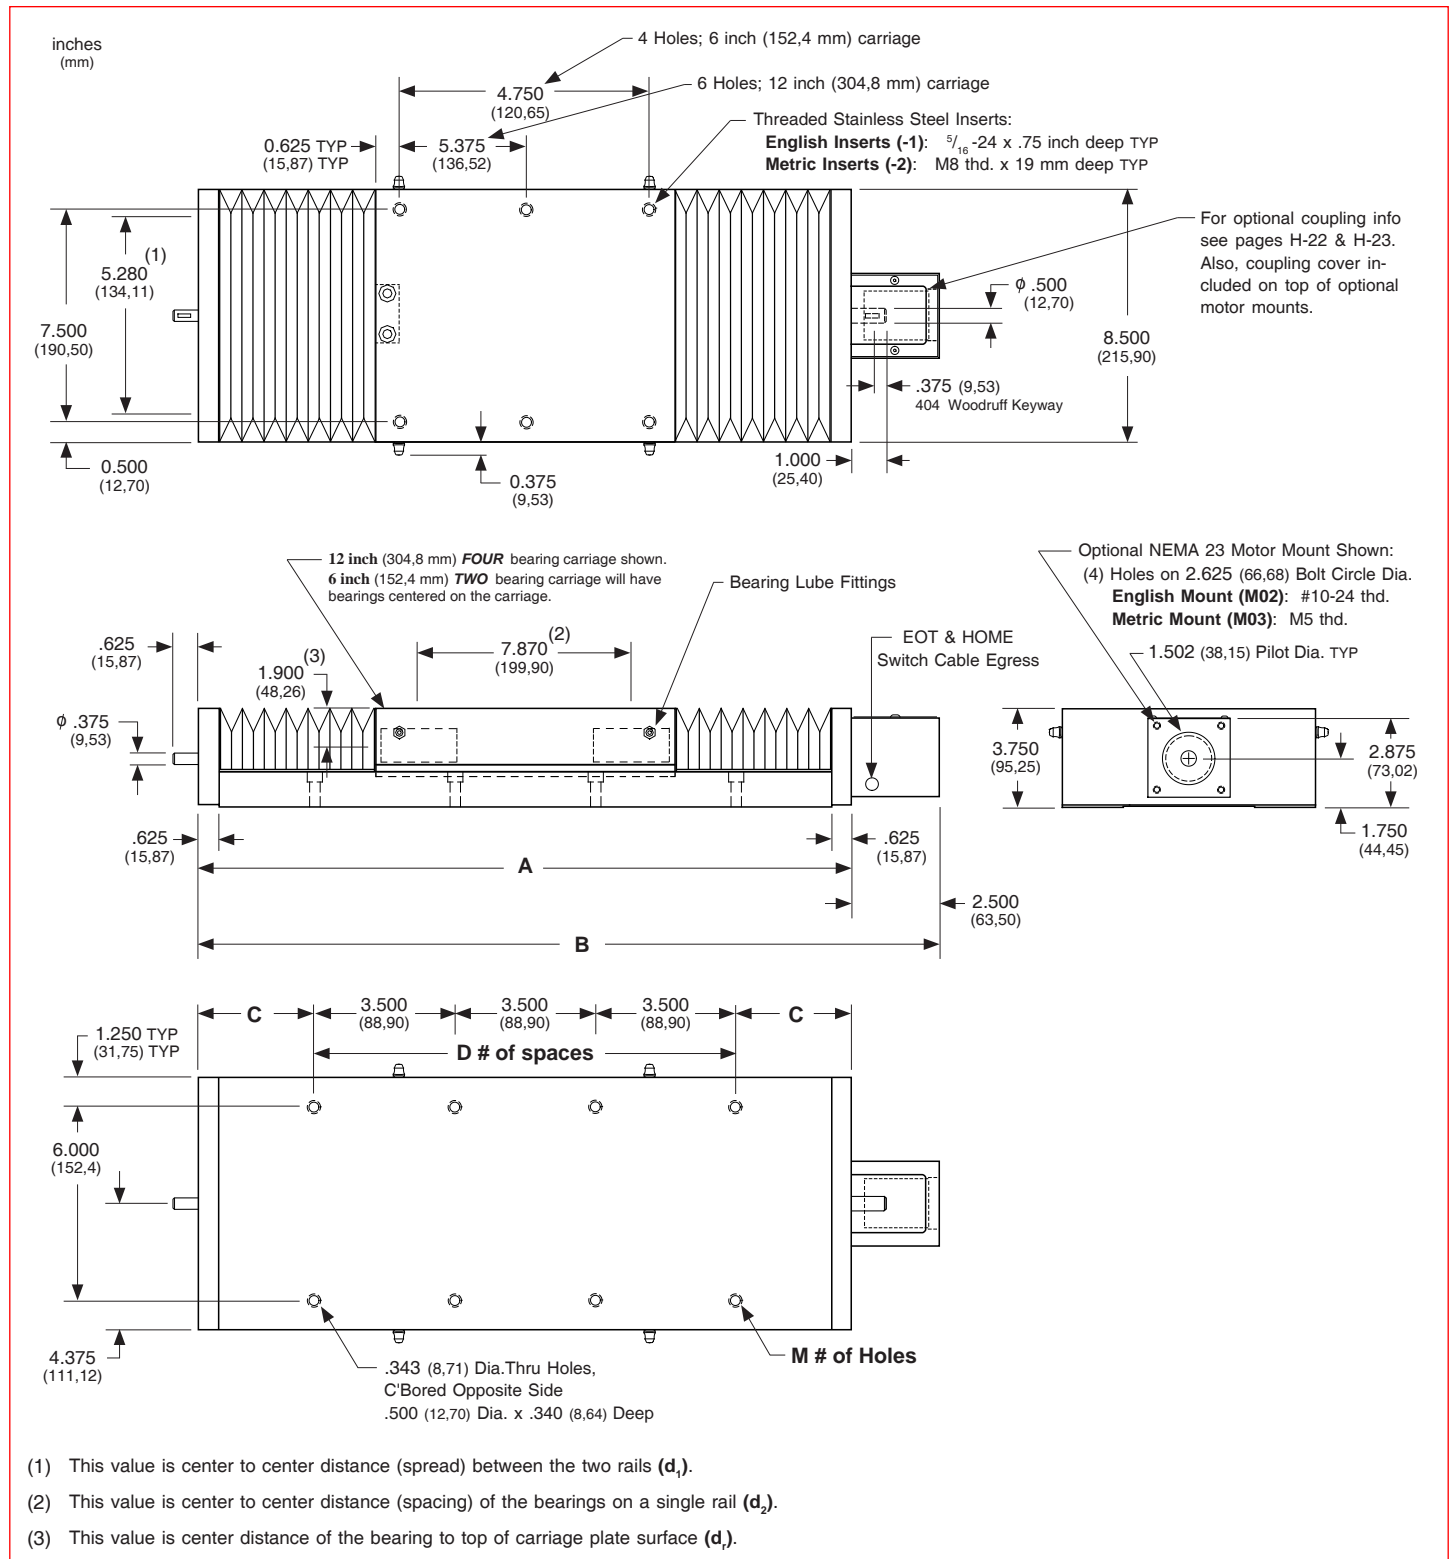 inches
(mm)
4 Holes; 6 inch (152,4 mm) carriage
6 Holes; 12 inch (304,8 mm) carriage
4.750
(120,65)
0.625 TYP
(15,87) TYP
5.375
(136,52)
Threaded Stainless Steel Inserts:
English Inserts (-1): 5/16 -24 x .75 inch deep TYP
Metric Inserts (-2): M8 thd. x 19 mm deep TYP
For optional coupling info
see pages H-22 & H-23.
Also, coupling cover in-
cluded on top of optional
motor mounts.
5.280 (1)
(134,11)
7.500
(190,50)
ϕ .500
(12,70)
8.500
(215,90)
.375 (9,53)
404 Woodruff Keyway
0.500
(12,70)
0.375
(9,53)
1.000
(25,40)
12 inch (304,8 mm) FOUR bearing carriage shown.
6 inch (152,4 mm) TWO bearing carriage will have
bearings centered on the carriage.
Bearing Lube Fittings
Optional NEMA 23 Motor Mount Shown:
(4) Holes on 2.625 (66,68) Bolt Circle Dia.
English Mount (M02): #10-24 thd.
Metric Mount (M03): M5 thd.
1.502 (38,15) Pilot Dia. TYP
.625
(15,87)
1.900 (3)
(48,26)
7.870 (2)
(199,90)
EOT & HOME
Switch Cable Egress
ϕ .375
(9,53)
3.750
(95,25)
2.875
(73,02)
1.750
(44,45)
.625
(15,87)
.625
(15,87)
A
2.500
(63,50)
B
C
3.500
(88,90)
3.500
(88,90)
3.500
(88,90)
C
D # of spaces
1.250 TYP
(31,75) TYP
6.000
(152,4)
4.375
(111,12)
.343 (8,71) Dia.Thru Holes,
C'Bored Opposite Side
.500 (12,70) Dia. x .340 (8,64) Deep
M # of Holes
(1) This value is center to center distance (spread) between the two rails (d1).
(2) This value is center to center distance (spacing) of the bearings on a single rail (d2).
(3) This value is center distance of the bearing to top of carriage plate surface (dr).